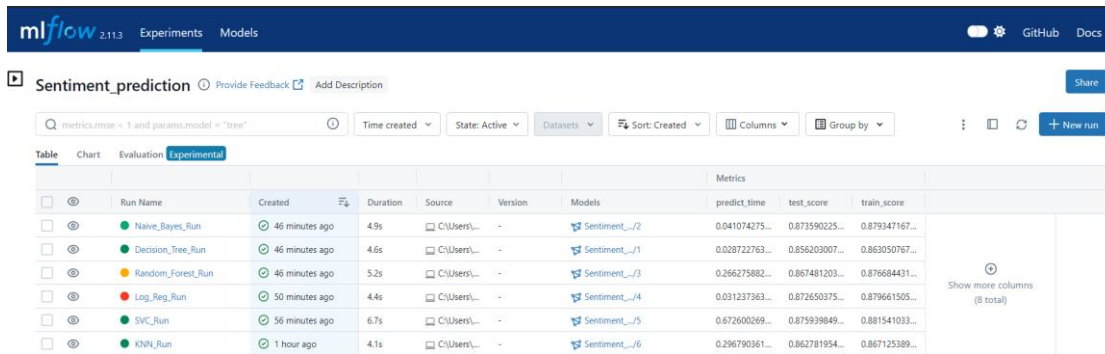 mlflow 2.11.3 Experiments Models GitHub Docs
Sentiment_prediction Provide Feedback Add Description Share
metrics.rmse < 1 and params.model = "tree" Time created State: Active Datasets Sort: Created Columns Group by + New run
Table Chart Evaluation Experimental
Metrics
Run Name Created Duration Source Version Models predict_time test_score train_score
Naive_Bayes_Run 46 minutes ago 4.9s C:\Users\... - Sentiment_.../2 0.041074275... 0.873590225... 0.879347167...
Decision_Tree_Run 46 minutes ago 4.6s C:\Users\... - Sentiment_.../1 0.028722763... 0.856203007... 0.863050767...
Random_Forest_Run 46 minutes ago 5.2s C:\Users\... - Sentiment_.../3 0.266275882... 0.867481203... 0.876684431...
Log_Reg_Run 50 minutes ago 4.4s C:\Users\... - Sentiment_.../4 0.031237363... 0.872650375... 0.879661505...
SVC_Run 56 minutes ago 6.7s C:\Users\... - Sentiment_.../5 0.672600269... 0.875939849... 0.881541033...
KNN_Run 1 hour ago 4.1s C:\Users\... - Sentiment_.../6 0.296790361... 0.862781954... 0.867125389...
Show more columns
(8 total)